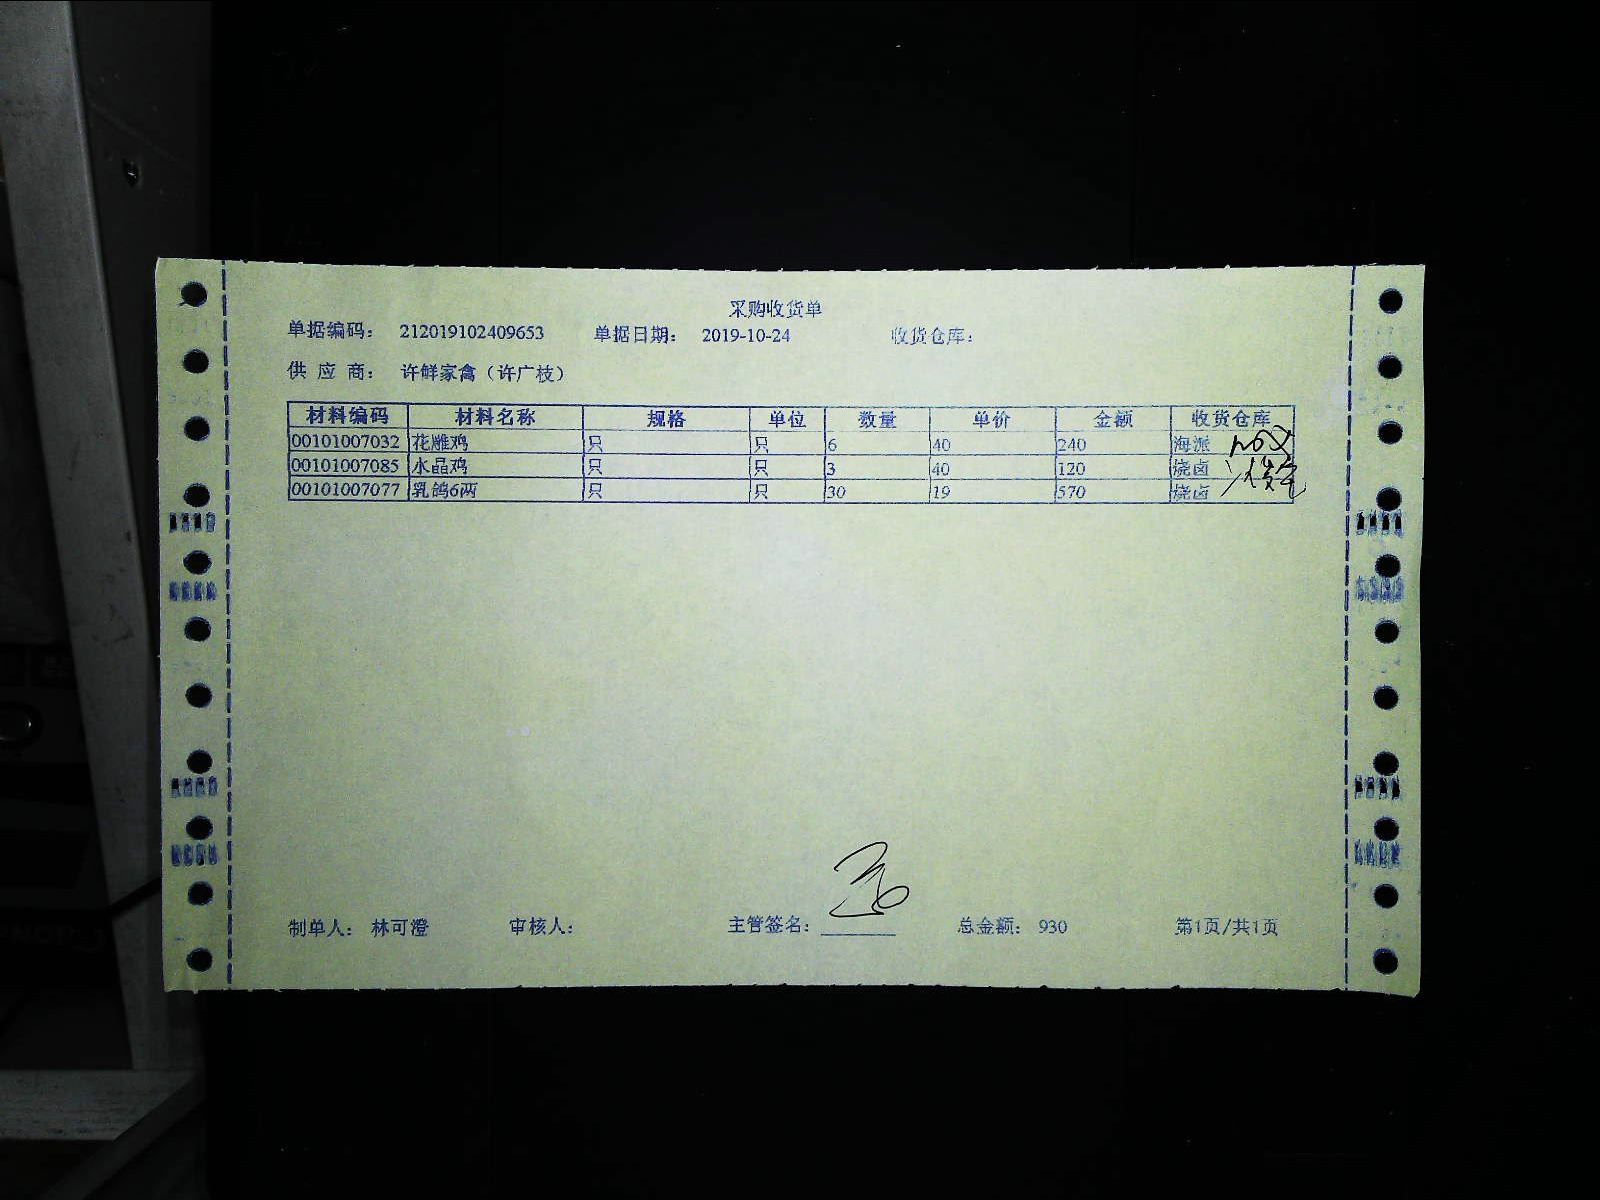 采购收货单
单据编码： 212019102409653 单据日期： 2019-10-24 收货仓库：
供 应 商： 许鲜家禽（许广枝）
材料编码 材料名称 规格 单位 数量 单价 金额 收货仓库
00101007032 花雕鸡 只 只 6 40 240 海派
00101007085 水晶鸡 只 只 3 40 120 烧卤
00101007077 乳鸽6两 只 只 30 19 570 烧卤
制单人： 林可澄 审核人： 主管签名： 总金额： 930 第1页/共1页